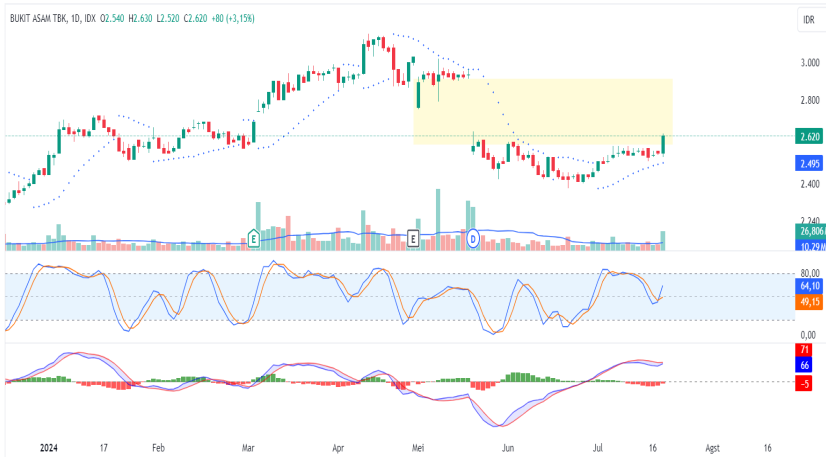 BUKIT ASAM TBK, 1D, IDX O2.540 H2.630 L2.520 C2.620 +80 (+3,15%)
IDR
3.000
2.800
2.620
2.495
2.400
2.240
26,806
10,79M
E
E
D
80,00
64,10
49,15
0,00
71
66
-5
2024 17 Feb Mar Apr Mei Jun Jul 16 Agst 16